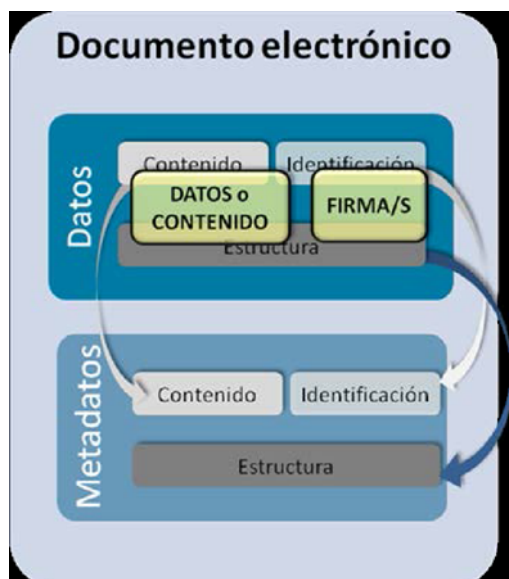 Documento electrónico
Datos
Contenido
Identificación
DATOS o
CONTENIDO
FIRMA/S
Estructura
Metadatos
Contenido
Identificación
Estructura